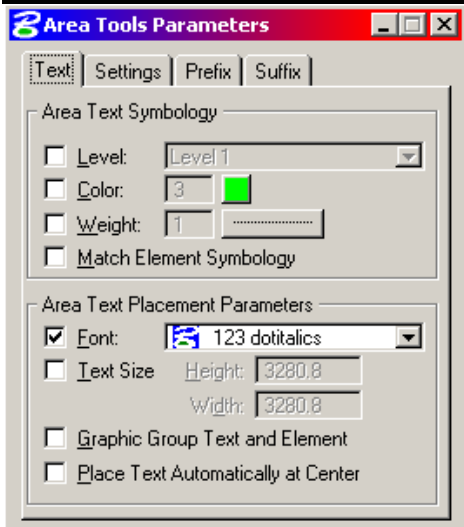 Area Tools Parameters
Text Settings Prefix Suffix
Area Text Symbology
Level: Level 1
Color: 3
Weight: 1
Match Element Symbology
Area Text Placement Parameters
Font: 123 dotitalics
Text Size Height: 3280.8
Width: 3280.8
Graphic Group Text and Element
Place Text Automatically at Center